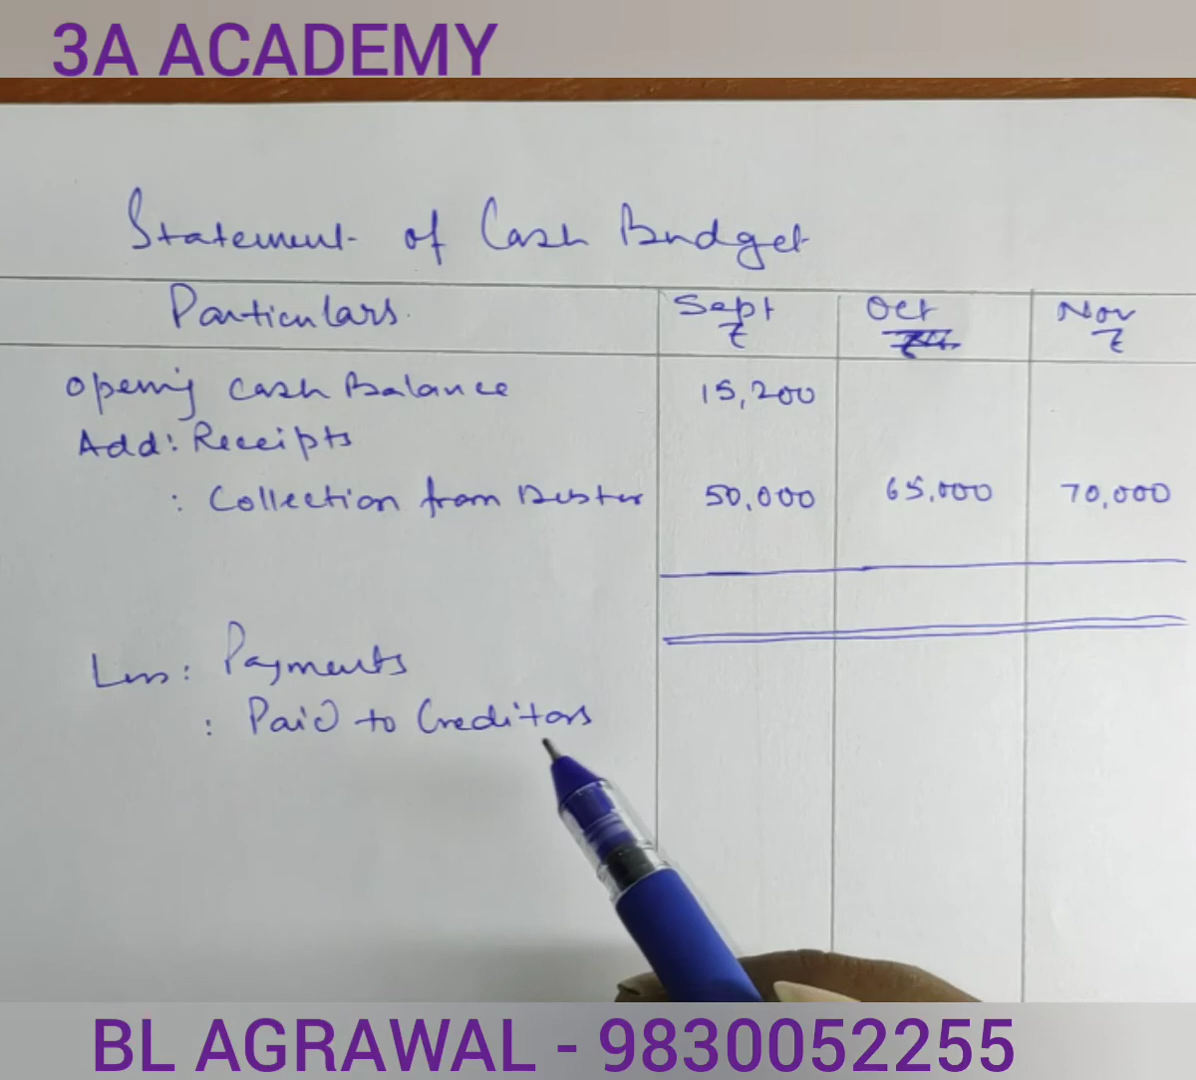 3A ACADEMY
Statement of Cash Budget
Particulars. Sept Oct Nov
₹ ₹
Opening Cash Balance 15,200
Add: Receipts
: Collection from Debtor 50,000 65,000 70,000
Less: Payments
: Paid to Creditors
BL AGRAWAL - 9830052255